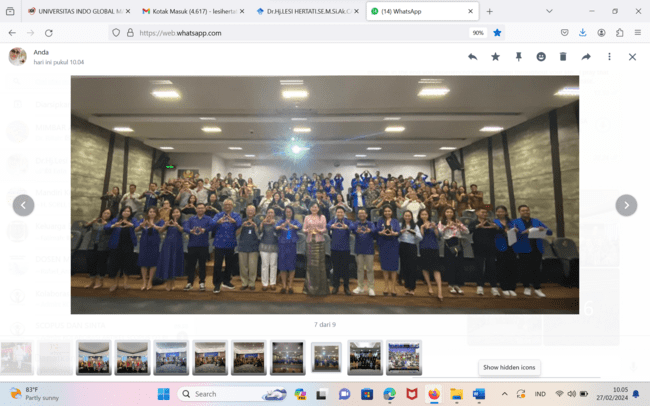 UNIVERSITAS INDO GLOBAL M
Kotak Masuk (4.617) - lesihertat
Dr.Hj.LESI HERTATI.SE.M.Si.Ak.C
(14) WhatsApp
https://web.whatsapp.com
90%
Anda
hari ini pukul 10.04
7 dari 9
Show hidden icons
83°F
Partly sunny
Search
IND
10.05
27/02/2024